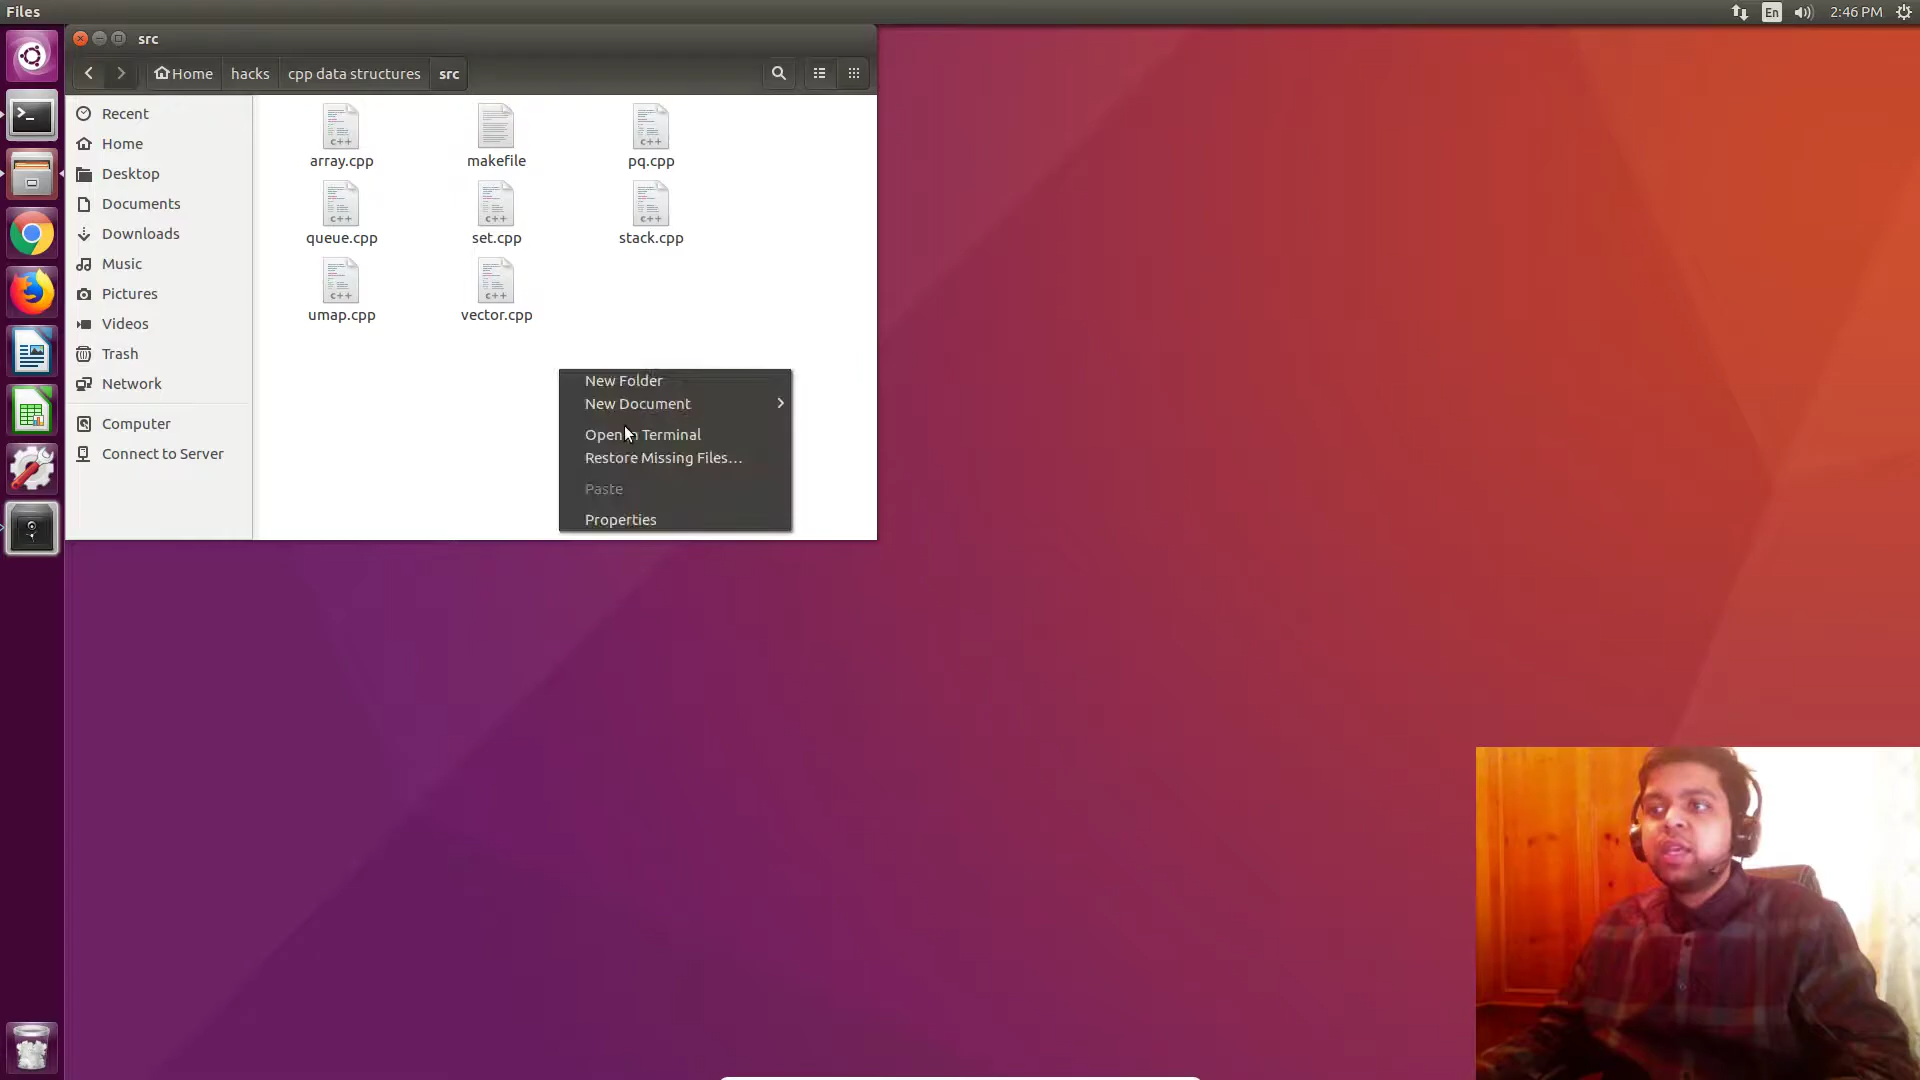 Files
En
2:46 PM
src
Home
hacks
cpp data structures
src
Recent
Home
Desktop
Documents
Downloads
Music
Pictures
Videos
Trash
Network
Computer
Connect to Server
C++
C++
array.cpp
makefile
pq.cpp
C++
C++
C++
queue.cpp
set.cpp
stack.cpp
C++
C++
umap.cpp
vector.cpp
New Folder
New Document
Open in Terminal
Restore Missing Files...
Paste
Properties